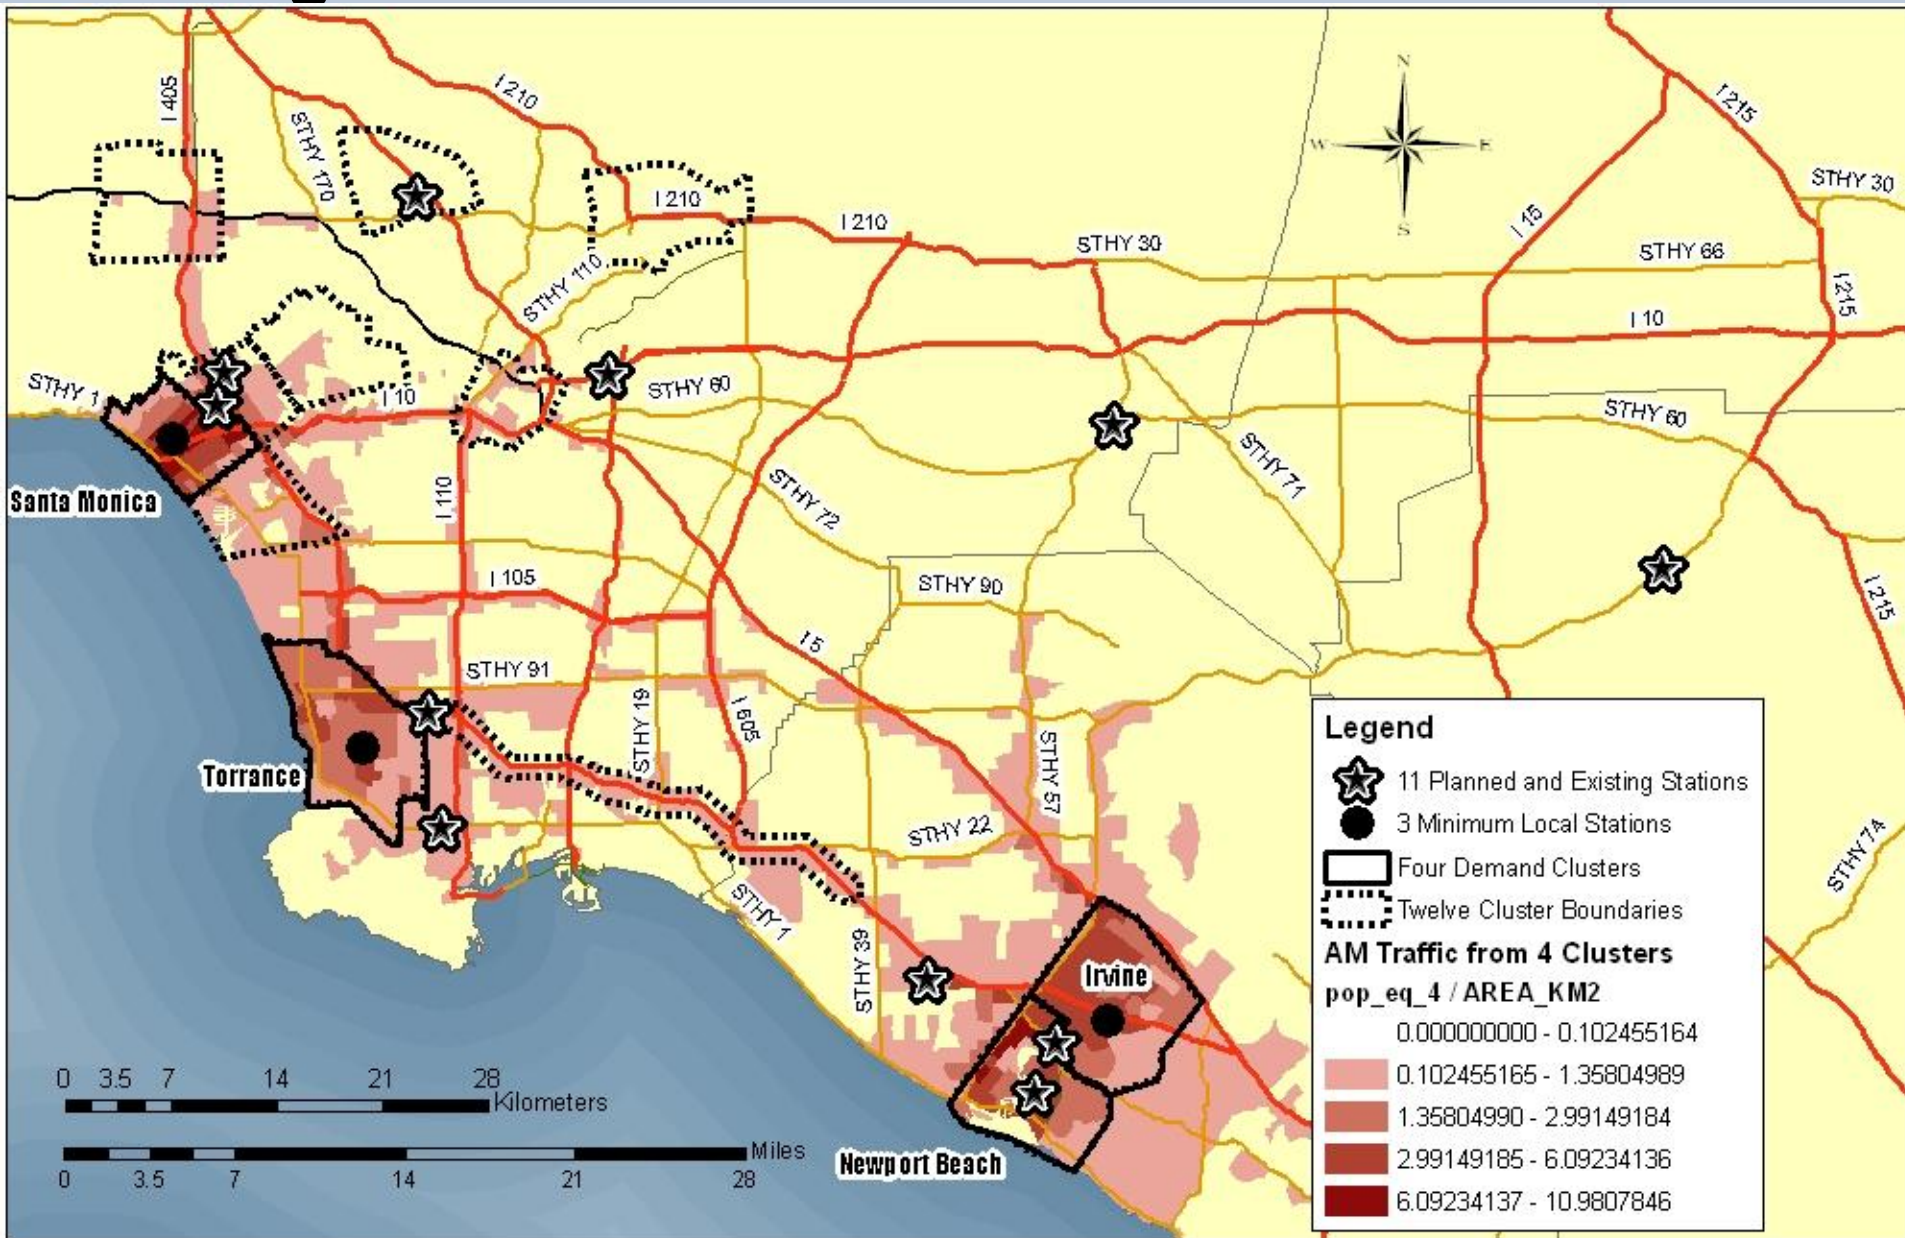 I 405
I 210
STHY 170
N
W
E
S
I 215
STHY 30
I 210
I 210
I 15
STHY 30
STHY 66
STHY 110
I 215
I 10
STHY 1
I 10
STHY 60
STHY 60
STHY 71
Santa Monica
I 110
STHY 72
I 105
STHY 90
I 215
I 5
STHY 91
STHY 19
I 605
STHY 57
Torrance
STHY 22
STHY 74
STHY 1
STHY 39
Irvine
Newport Beach
0 3.5 7 14 21 28
Kilometers
Miles
0 3.5 7 14 21 28
Legend
11 Planned and Existing Stations
3 Minimum Local Stations
Four Demand Clusters
Twelve Cluster Boundaries
AM Traffic from 4 Clusters
pop_eq_4 / AREA_KM2
0.000000000 - 0.102455164
0.102455165 - 1.35804989
1.35804990 - 2.99149184
2.99149185 - 6.09234136
6.09234137 - 10.9807846